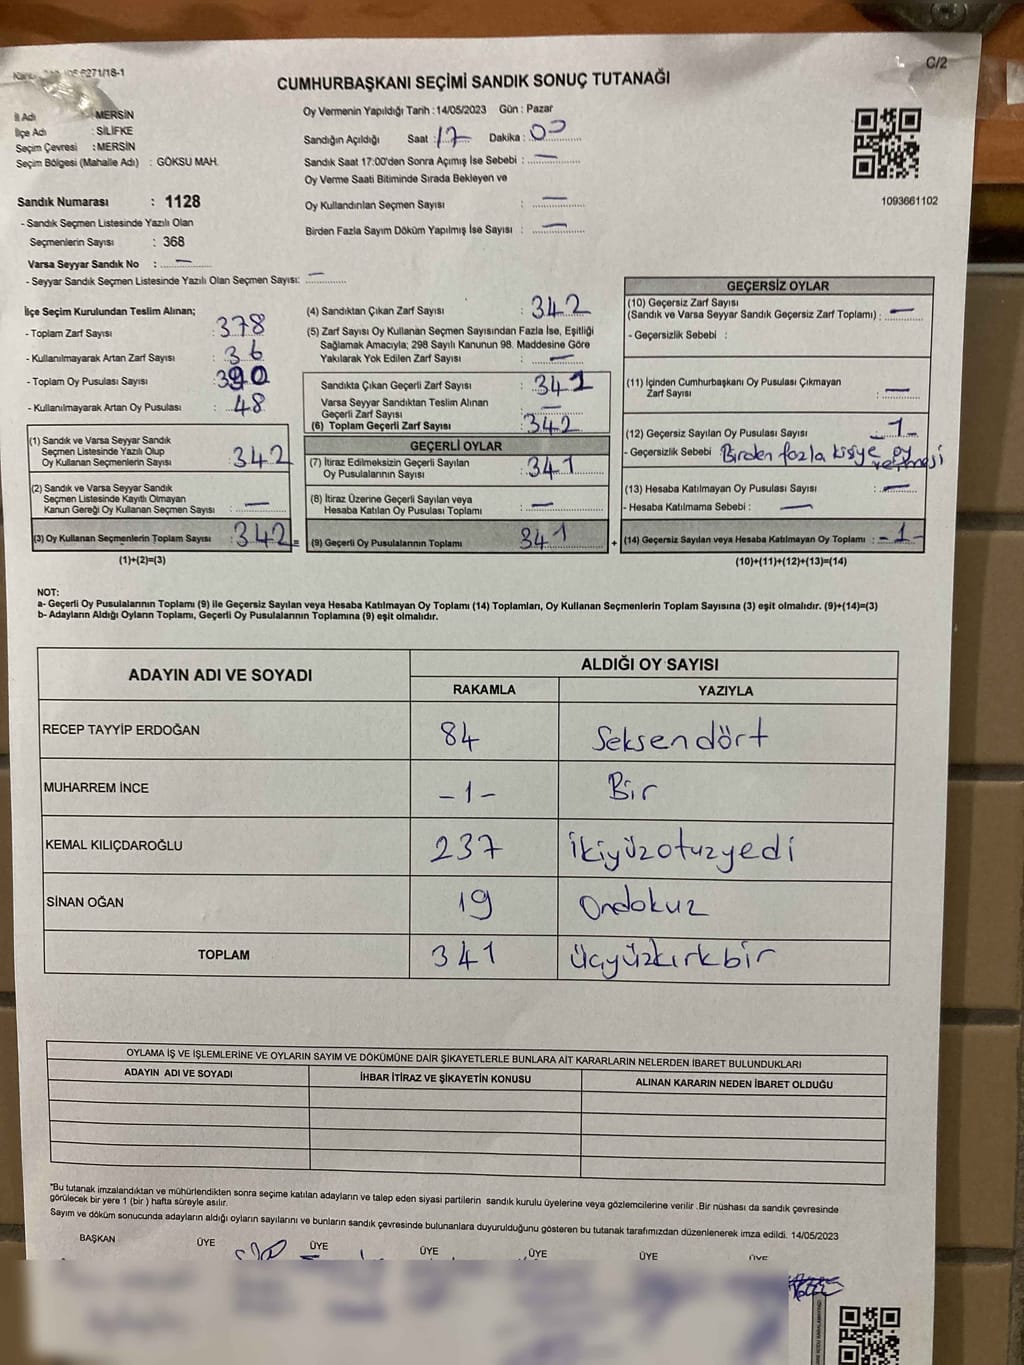 271/18-1
C/2
CUMHURBAŞKANI SEÇİMİ SANDIK SONUÇ TUTANAĞI
İl Adı : MERSİN
İlçe Adı : SİLİFKE
Seçim Çevresi : MERSİN
Seçim Bölgesi (Mahalle Adı) : GÖKSU MAH.
Sandık Numarası : 1128
- Sandık Seçmen Listesinde Yazılı Olan
Seçmenlerin Sayısı : 368
Varsa Seyyar Sandık No : —
- Seyyar Sandık Seçmen Listesinde Yazılı Olan Seçmen Sayısı: —
Oy Vermenin Yapıldığı Tarih : 14/05/2023 Gün : Pazar
Sandığın Açıldığı Saat : 17 Dakika : 00
Sandık Saat 17:00'den Sonra Açımış İse Sebebi : —
Oy Verme Saati Bitiminde Sırada Bekleyen ve
Oy Kullandırılan Seçmen Sayısı : —
Birden Fazla Sayım Döküm Yapılmış İse Sayısı : —
1093661102
İlçe Seçim Kurulundan Teslim Alınan;
- Toplam Zarf Sayısı : 378
- Kullanılmayarak Artan Zarf Sayısı : 36
- Toplam Oy Pusulası Sayısı : 390
- Kullanılmayarak Artan Oy Pusulası : 48
(1) Sandık ve Varsa Seyyar Sandık
Seçmen Listesinde Yazılı Olup
Oy Kullanan Seçmenlerin Sayısı : 342
(2) Sandık ve Varsa Seyyar Sandık
Seçmen Listesinde Kayıtlı Olmayan
Kanun Gereği Oy Kullanan Seçmen Sayısı : —
(3) Oy Kullanan Seçmenlerin Toplam Sayısı : 342 =
(1)+(2)=(3)
(4) Sandıktan Çıkan Zarf Sayısı : 342
(5) Zarf Sayısı Oy Kullanan Seçmen Sayısından Fazla İse, Eşitliği
Sağlamak Amacıyla; 298 Sayılı Kanunun 98. Maddesine Göre
Yakılarak Yok Edilen Zarf Sayısı : —
Sandıkta Çıkan Geçerli Zarf Sayısı : 342
Varsa Seyyar Sandıktan Teslim Alınan
Geçerli Zarf Sayısı : —
(6) Toplam Geçerli Zarf Sayısı : 342
GEÇERLİ OYLAR
(7) İtiraz Edilmeksizin Geçerli Sayılan
Oy Pusulasının Sayısı : 341
(8) İtiraz Üzerine Geçerli Sayılan veya
Hesaba Katılan Oy Pusulası Toplamı : —
(9) Geçerli Oy Pusulalarının Toplamı 341 +
GEÇERSİZ OYLAR
(10) Geçersiz Zarf Sayısı
(Sandık ve Varsa Seyyar Sandık Geçersiz Zarf Toplamı) : —
- Geçersizlik Sebebi :
(11) İçinden Cumhurbaşkanı Oy Pusulası Çıkmayan
Zarf Sayısı : —
(12) Geçersiz Sayılan Oy Pusulası Sayısı : -1-
- Geçersizlik Sebebi : Birden fazla kişiye oy
vermesi
(13) Hesaba Katılmayan Oy Pusulası Sayısı : —
- Hesaba Katılmama Sebebi : —
(14) Geçersiz Sayılan veya Hesaba Katılmayan Oy Toplamı : -1-
(10)+(11)+(12)+(13)=(14)
NOT:
a- Geçerli Oy Pusulalarının Toplamı (9) ile Geçersiz Sayılan veya Hesaba Katılmayan Oy Toplamı (14) Toplamları, Oy Kullanan Seçmenlerin Toplam Sayısına (3) eşit olmalıdır. (9)+(14)=(3)
b- Adayların Aldığı Oyların Toplamı, Geçerli Oy Pusulalarının Toplamına (9) eşit olmalıdır.
ADAYIN ADI VE SOYADI
ALDIĞI OY SAYISI
RAKAMLA YAZIYLA
RECEP TAYYİP ERDOĞAN 84 Seksendört
MUHARREM İNCE -1- Bir
KEMAL KILIÇDAROĞLU 237 ikiyüzotuzyedi
SİNAN OĞAN 19 Ondokuz
TOPLAM 341 üçyüzkırkbir
OYLAMA İŞ VE İŞLEMLERİNE VE OYLARIN SAYIM VE DÖKÜMÜNE DAİR ŞİKAYETLERLE BUNLARA AİT KARARLARIN NELERDEN İBARET BULUNDUKLARI
ADAYIN ADI VE SOYADI İHBAR İTİRAZ VE ŞİKAYETİN KONUSU ALINAN KARARIN NEDEN İBARET OLDUĞU
*Bu tutanak imzalandıktan ve mühürlendikten sonra seçime katılan adayların ve talep eden siyasi partilerin sandık kurulu üyelerine veya gözlemcilerine verilir .Bir nüshası da sandık çevresinde
görülecek bir yere 1 (bir ) hafta süreyle asılır.
Sayım ve döküm sonucunda adayların aldığı oyların sayılarını ve bunların sandık çevresinde bulunanlara duyurulduğunu gösteren bu tutanak tarafımızdan düzenlenerek imza edildi. 14/05/2023
BAŞKAN ÜYE ÜYE ÜYE ÜYE ÜYE ÜYE